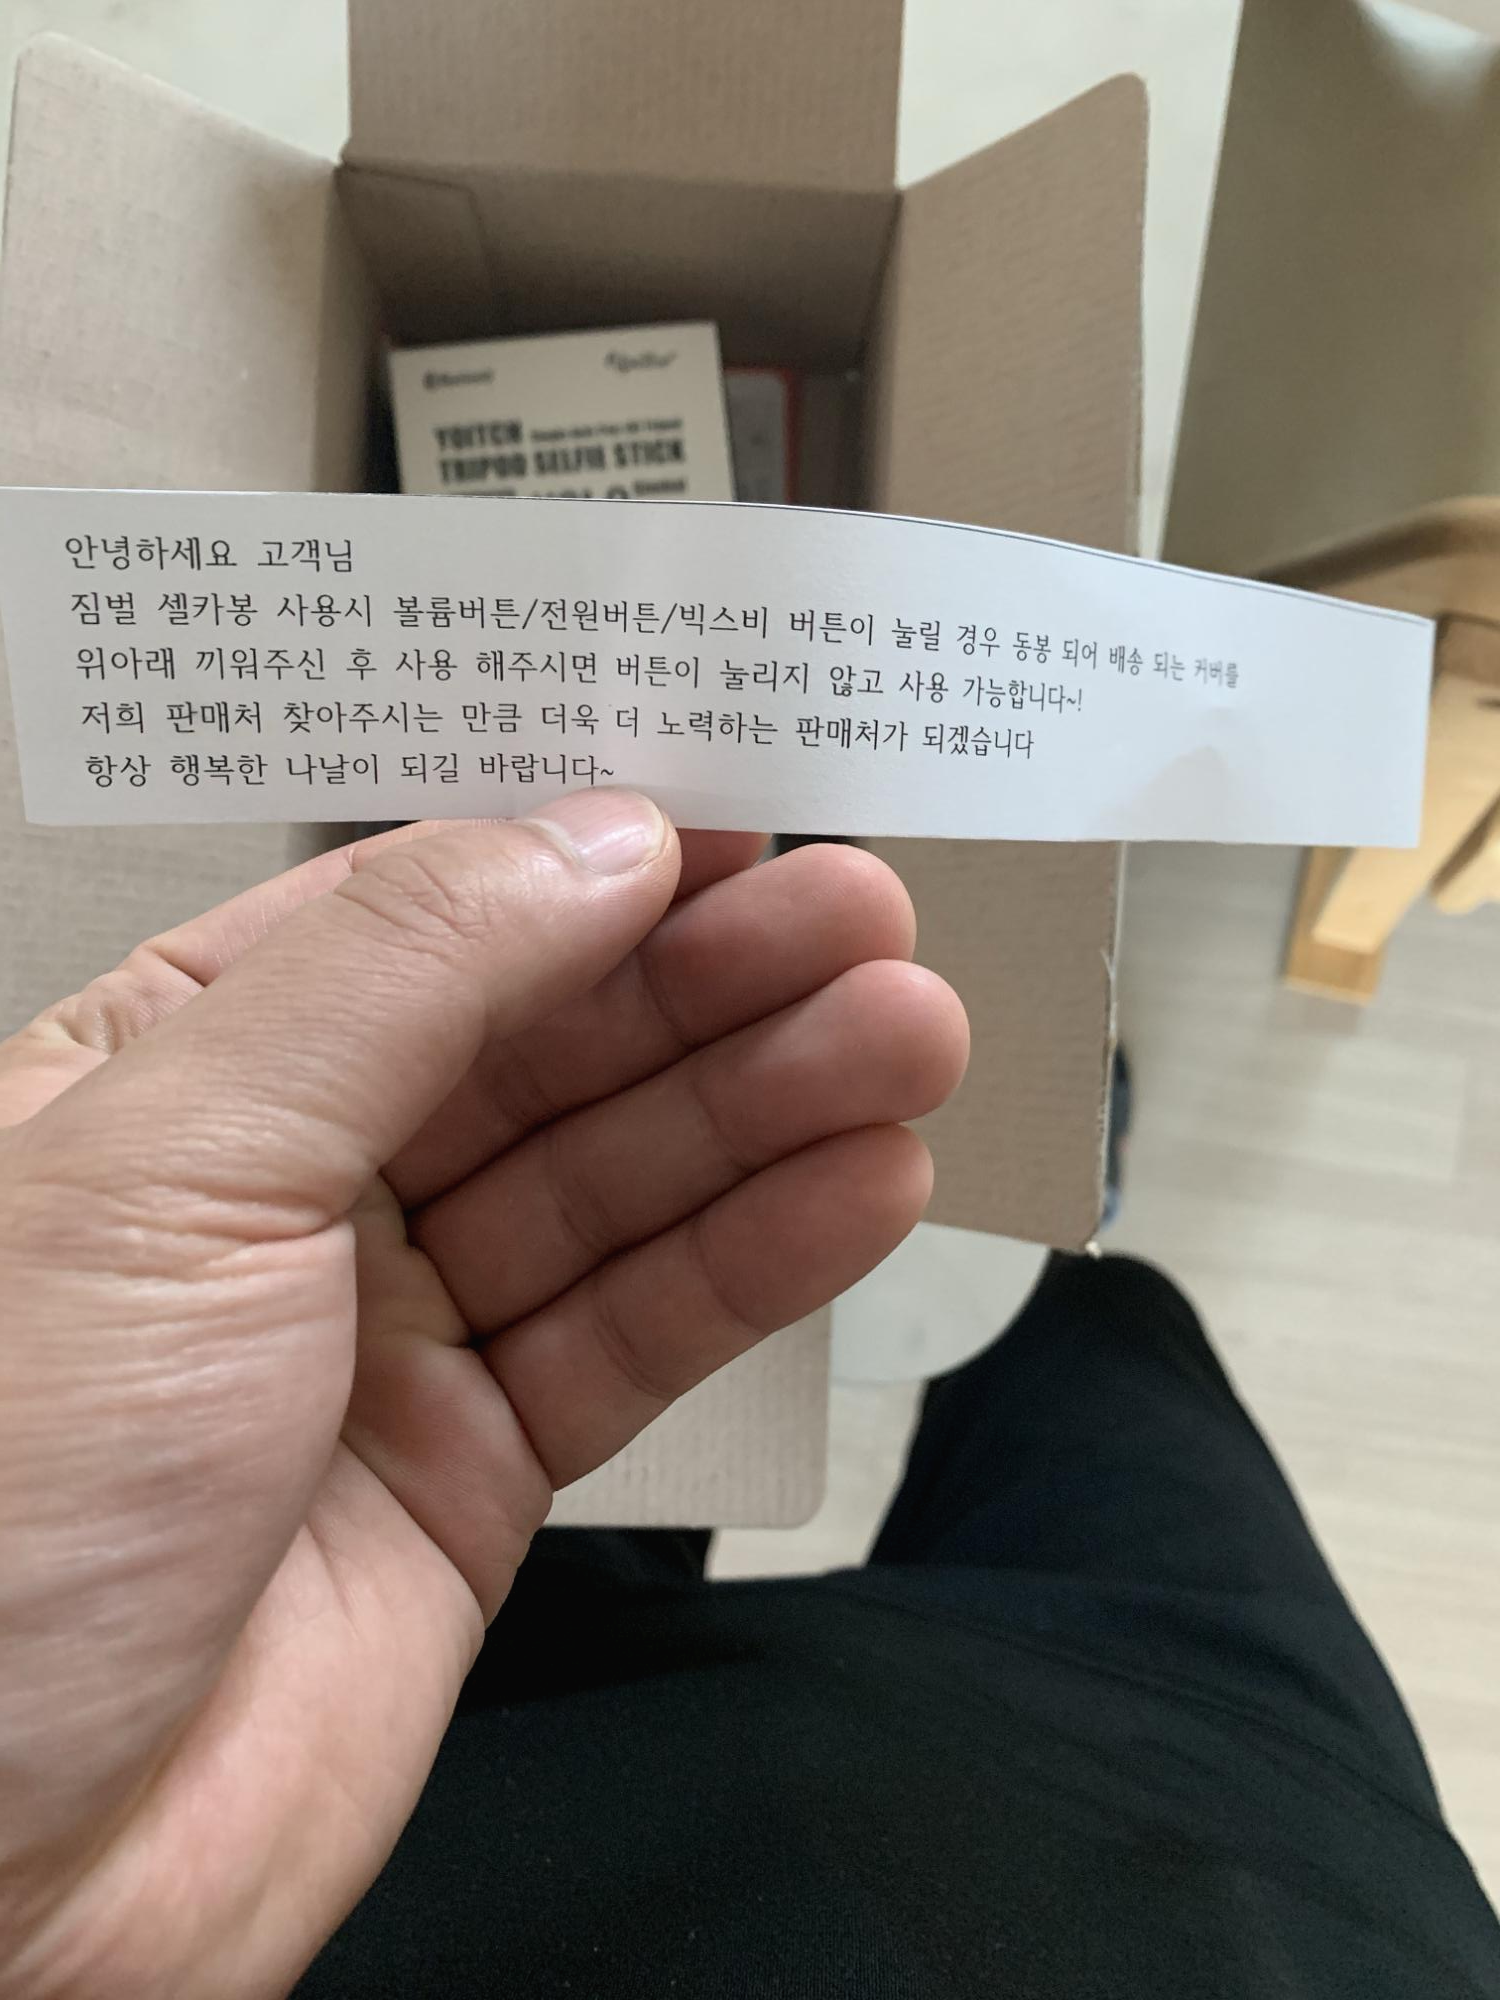 YOITCH
TRIPOD SELFIE STICK
안녕하세요 고객님
짐벌 셀카봉 사용시 볼륨버튼/전원버튼/빅스비 버튼이 눌릴 경우 동봉 되어 배송 되는 커버를
위아래 끼워주신 후 사용 해주시면 버튼이 눌리지 않고 사용 가능합니다~!
저희 판매처 찾아주시는 만큼 더욱 더 노력하는 판매처가 되겠습니다
항상 행복한 나날이 되길 바랍니다~